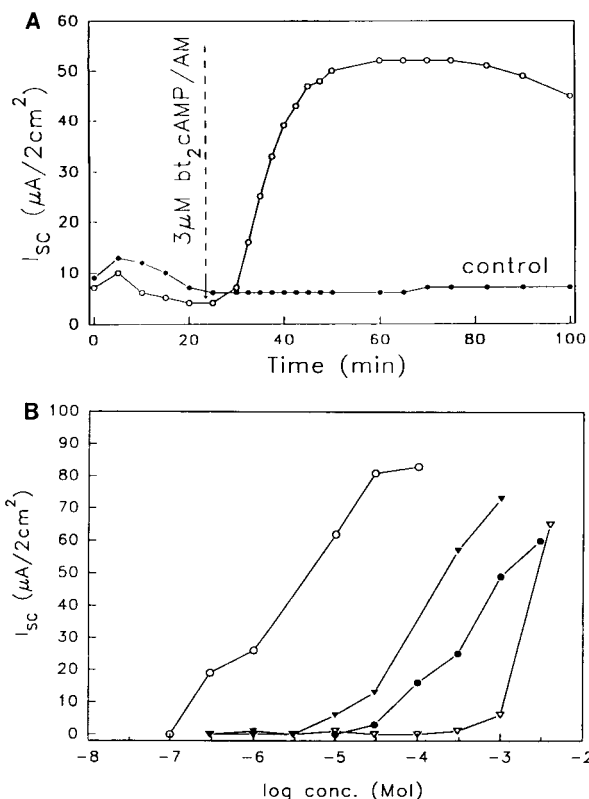 A
60
50
40
30
20
10
0
I_SC (µA/2cm²)
3µM bt₂cAMP/AM
control
0 20 40 60 80 100
Time (min)
B
100
90
80
70
60
50
40
30
20
10
0
I_SC (µA/2cm²)
−8 −7 −6 −5 −4 −3 −2
log conc. (Mol)